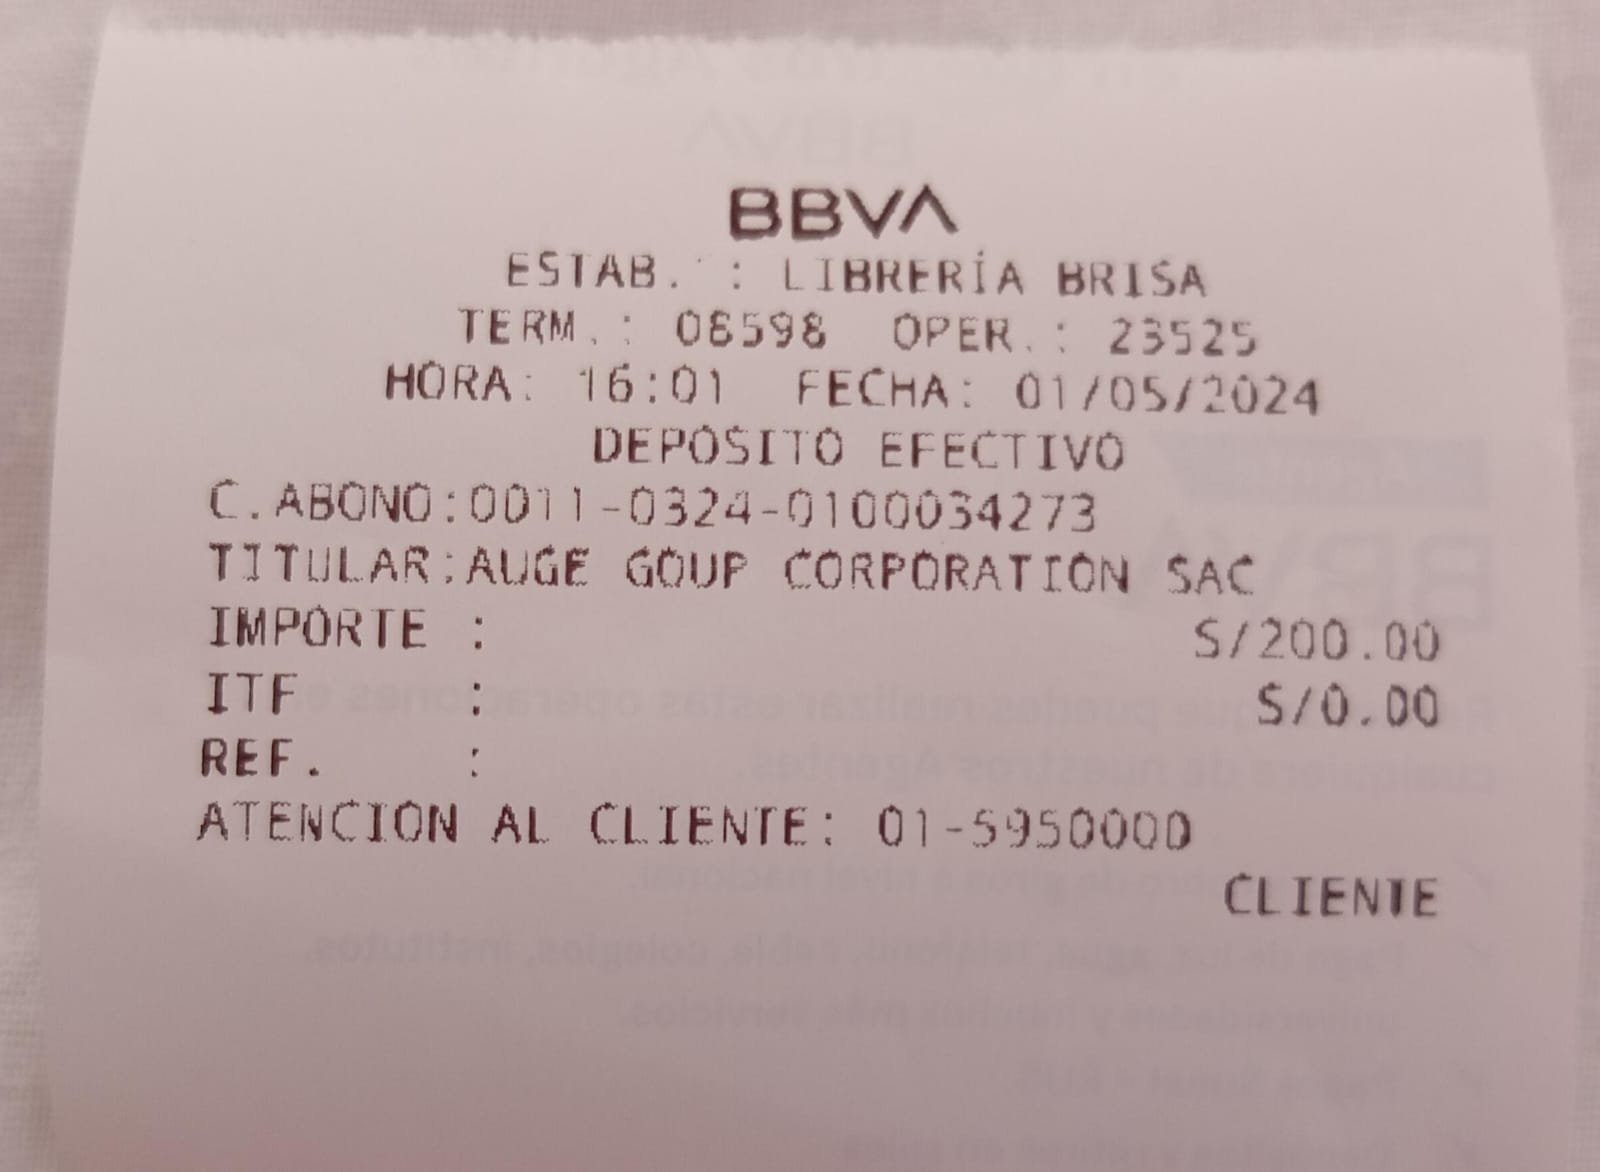 BBVA
ESTAB. : LIBRERÍA BRISA
TERM.: 08598 OPER.: 23525
HORA: 16:01 FECHA: 01/05/2024
DEPOSITO EFECTIVO
C.ABONO:0011-0324-0100034273
TITULAR:AUGE GOUP CORPORATION SAC
IMPORTE : S/200.00
ITF : S/0.00
REF. :
ATENCION AL CLIENTE: 01-5950000
CLIENTE